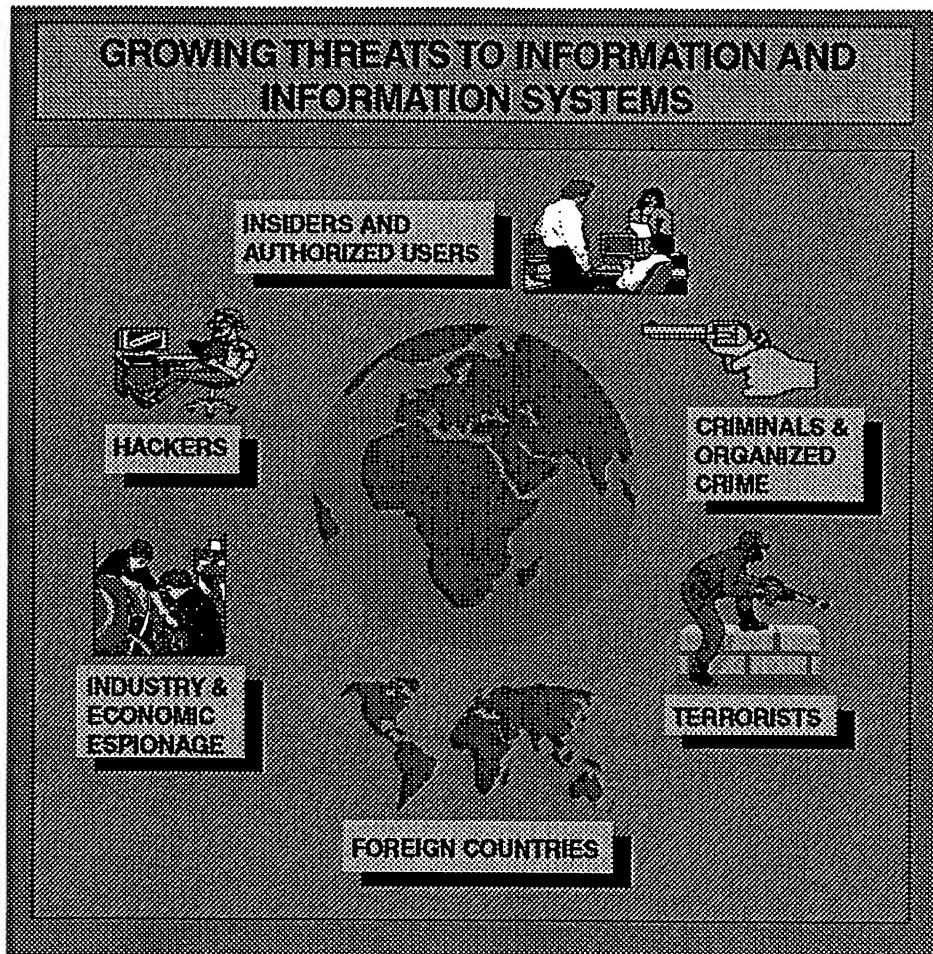 GROWING THREATS TO INFORMATION AND
INFORMATION SYSTEMS
INSIDERS AND
AUTHORIZED USERS
HACKERS
CRIMINALS &
ORGANIZED
CRIME
INDUSTRY &
ECONOMIC
ESPIONAGE
TERRORISTS
FOREIGN COUNTRIES